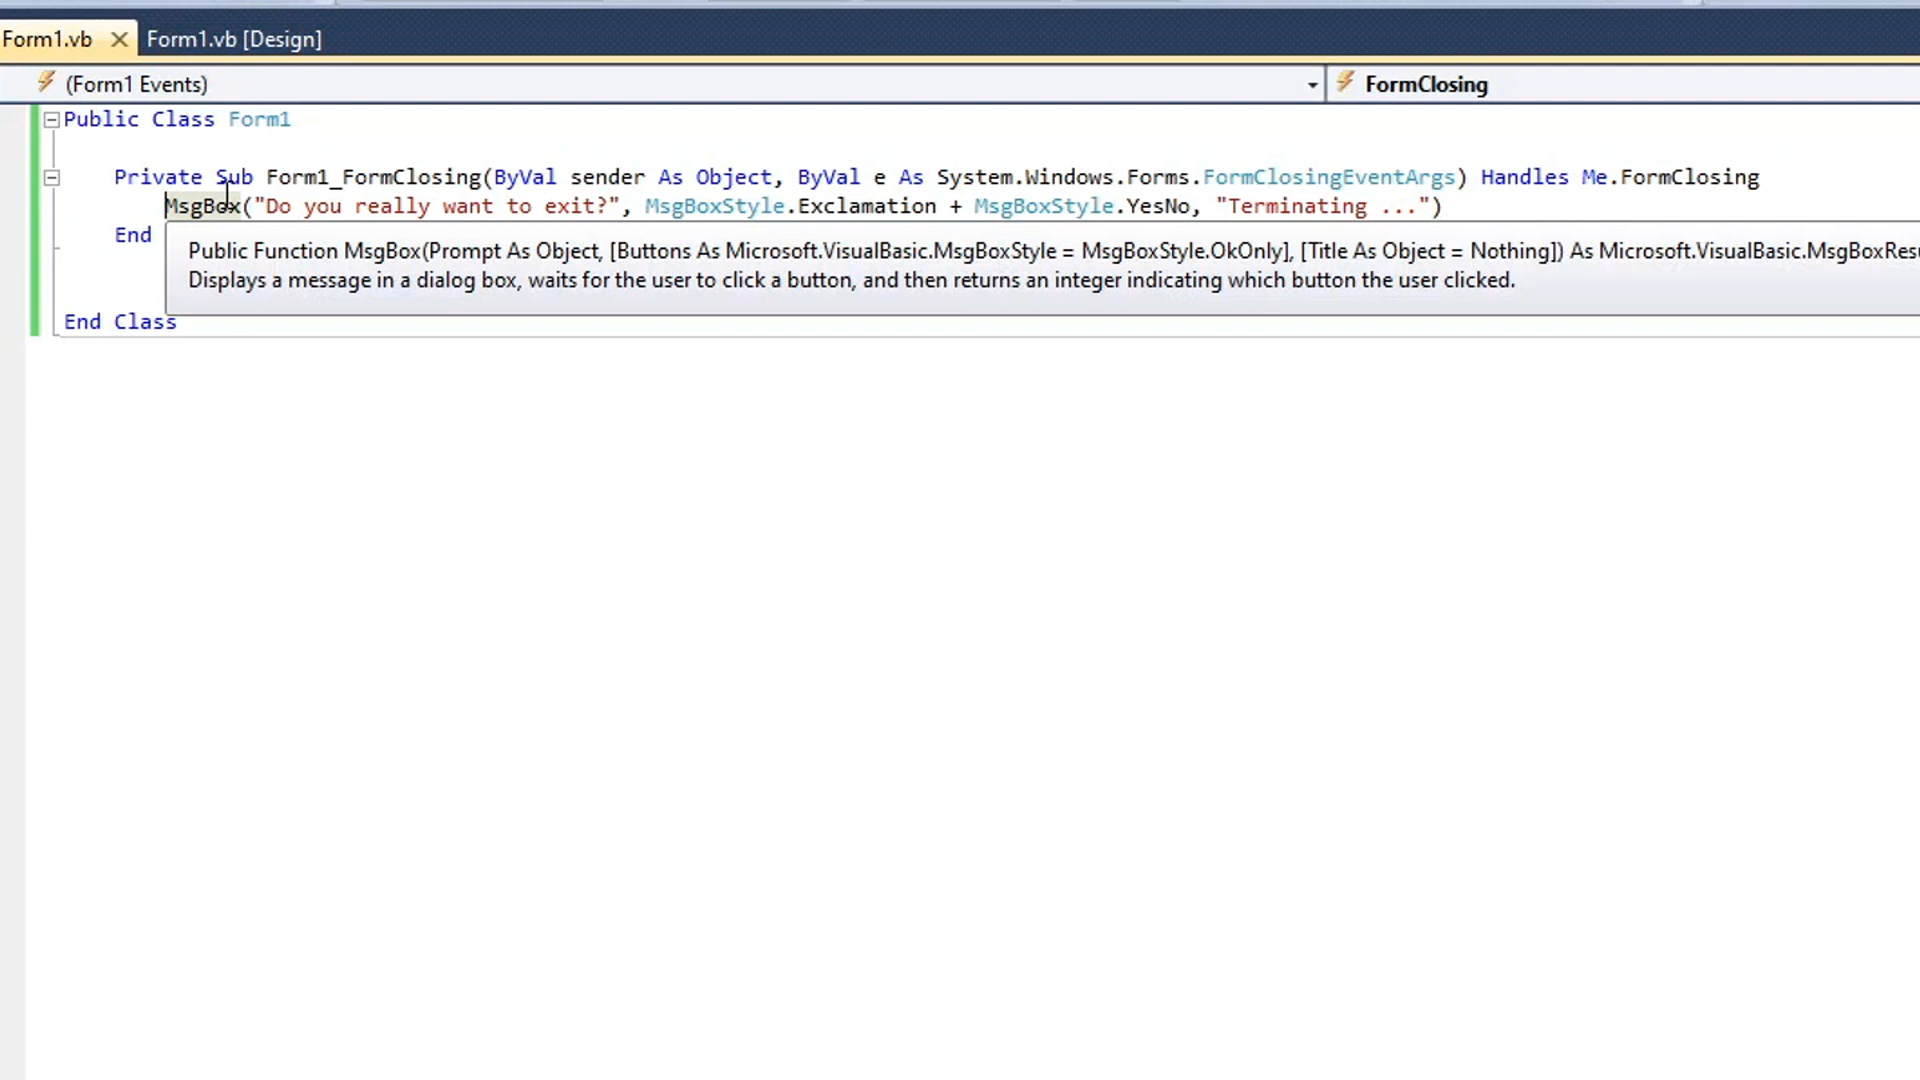 Form1.vb Form1.vb [Design]
(Form1 Events) FormClosing
Public Class Form1
Private Sub Form1_FormClosing(ByVal sender As Object, ByVal e As System.Windows.Forms.FormClosingEventArgs) Handles Me.FormClosing
MsgBox("Do you really want to exit?", MsgBoxStyle.Exclamation + MsgBoxStyle.YesNo, "Terminating ...")
End
Public Function MsgBox(Prompt As Object, [Buttons As Microsoft.VisualBasic.MsgBoxStyle = MsgBoxStyle.OkOnly], [Title As Object = Nothing]) As Microsoft.VisualBasic.MsgBoxResu
Displays a message in a dialog box, waits for the user to click a button, and then returns an integer indicating which button the user clicked.
End Class